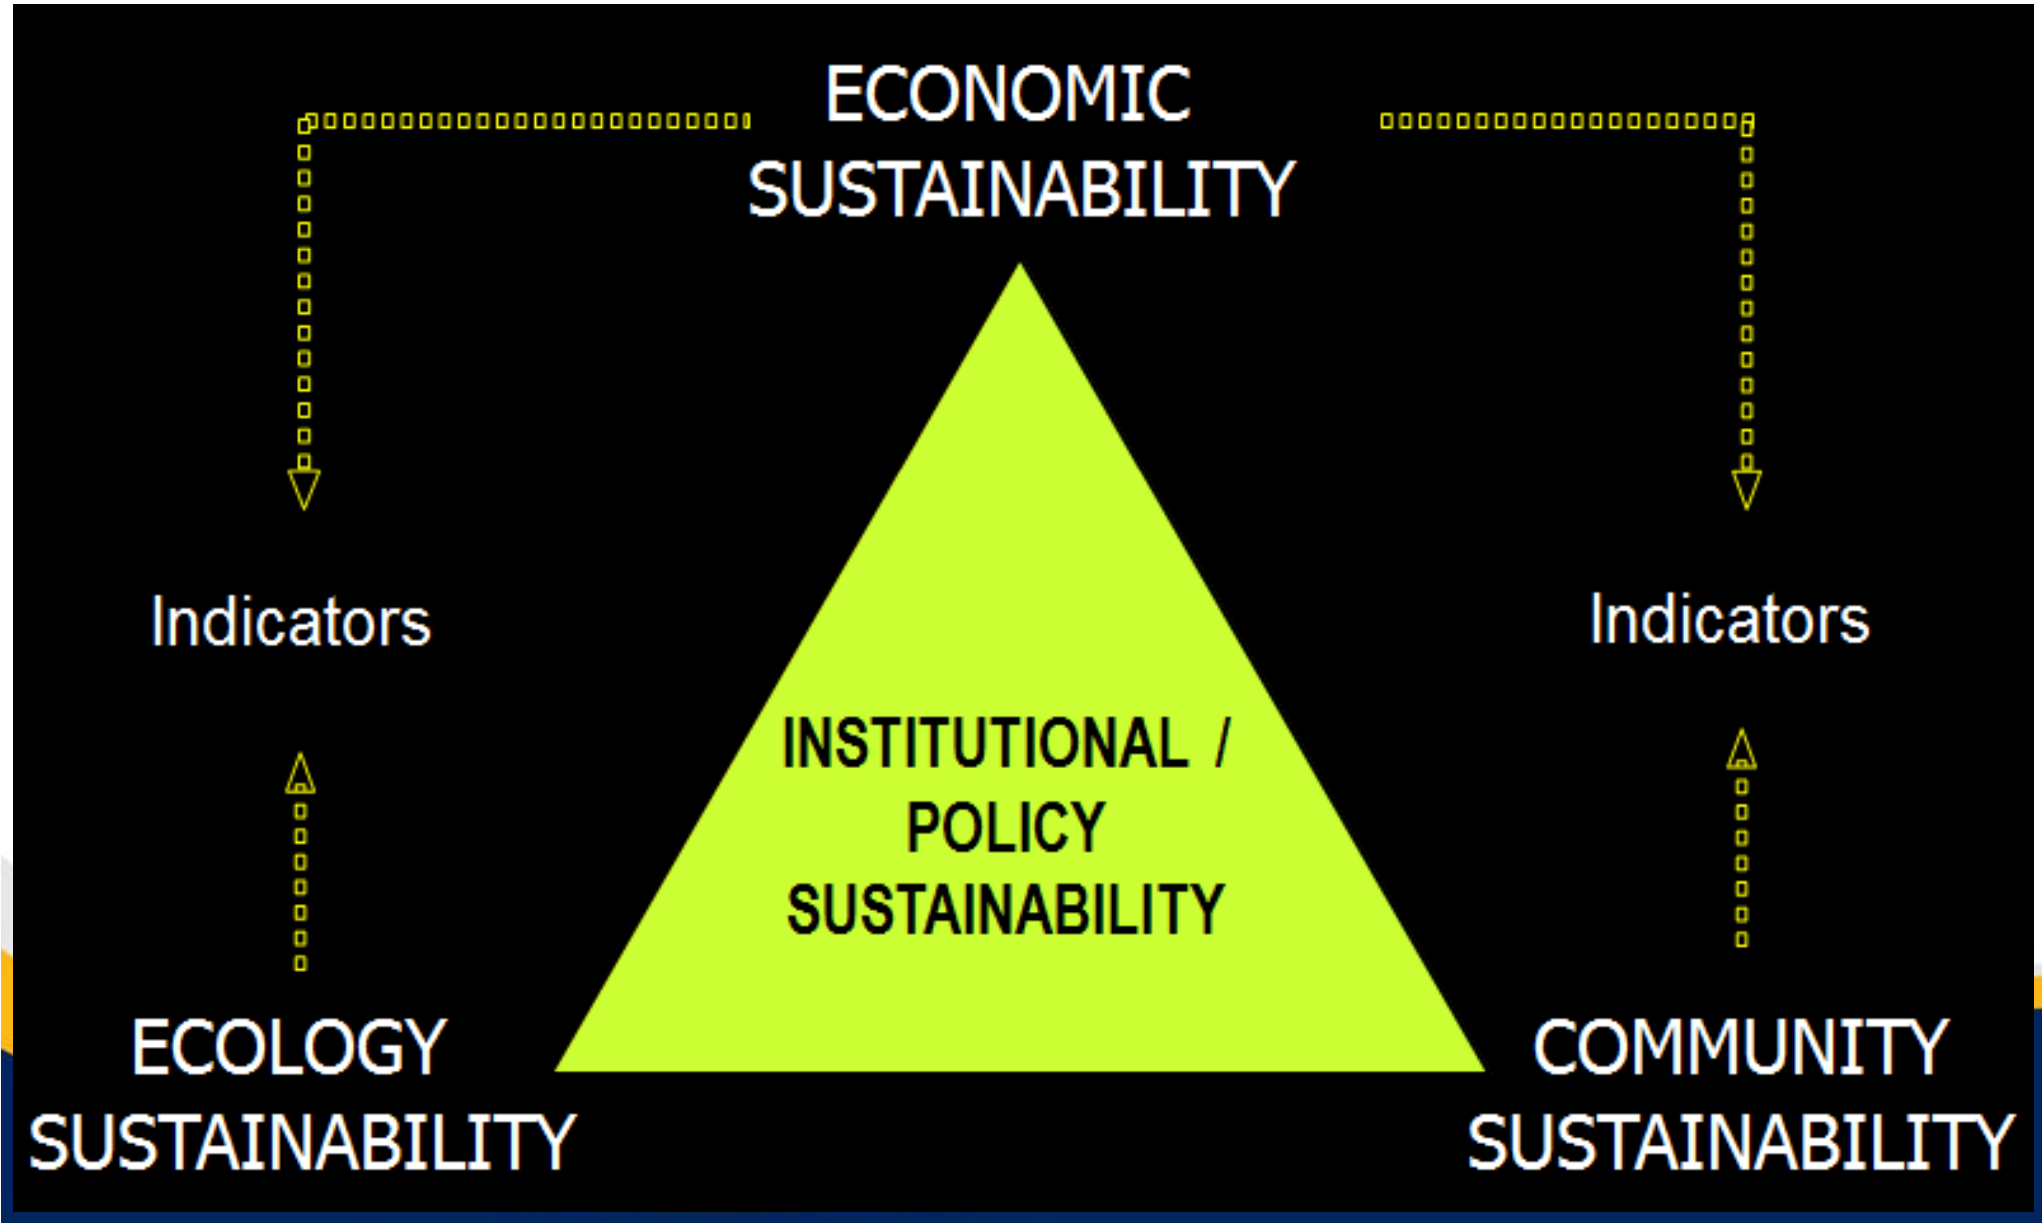 ECONOMIC
SUSTAINABILITY
Indicators
Indicators
INSTITUTIONAL /
POLICY
SUSTAINABILITY
ECOLOGY
SUSTAINABILITY
COMMUNITY
SUSTAINABILITY